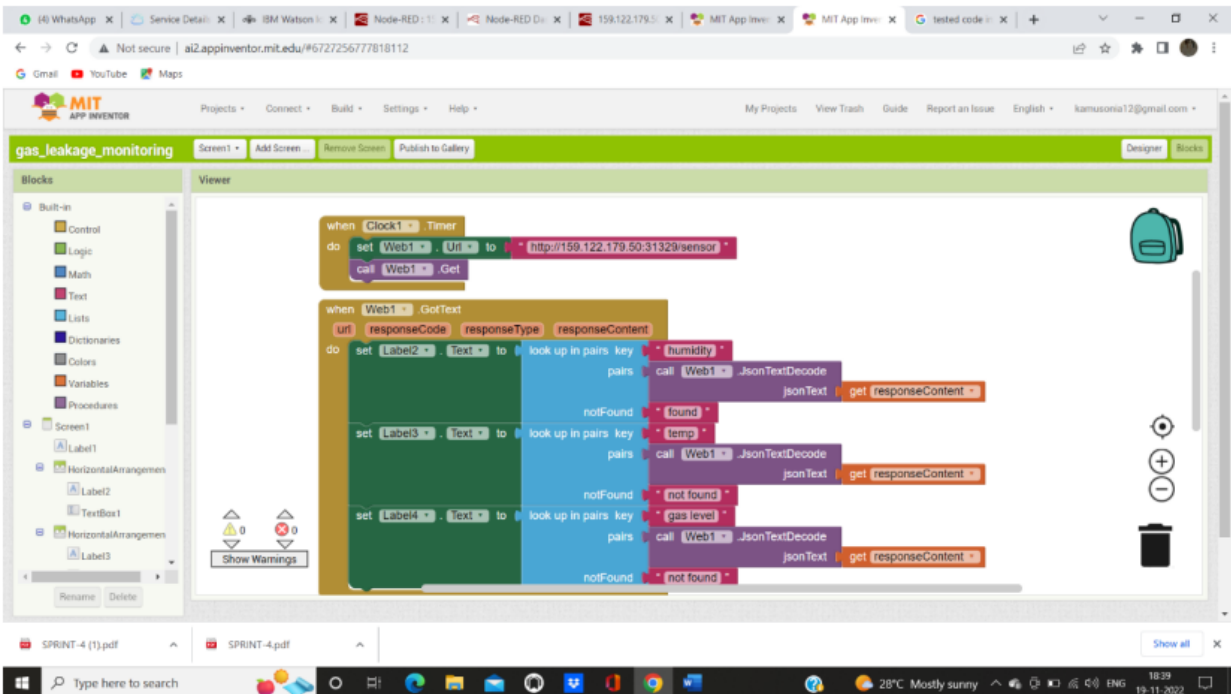 (4) WhatsApp
Service Details
IBM Watson
Node-RED : 1
Node-RED Da
159.122.179.5
MIT App Inven
MIT App Inven
tested code i
Not secure | ai2.appinventor.mit.edu/#6727256777818112
Gmail YouTube Maps
MIT
APP INVENTOR
Projects Connect Build Settings Help My Projects View Trash Guide Report an Issue English kamusonia12@gmail.com
gas_leakage_monitoring Screen1 Add Screen ... Remove Screen Publish to Gallery Designer Blocks
Blocks Viewer
Built-in
Control
Logic
Math
Text
Lists
Dictionaries
Colors
Variables
Procedures
Screen1
Label1
HorizontalArrangemen
Label2
TextBox1
HorizontalArrangemen
Label3
Rename Delete
when Clock1 .Timer
do set Web1 . Url to " http://159.122.179.50:31329/sensor "
call Web1 .Get
when Web1 .GotText
url responseCode responseType responseContent
do set Label2 . Text to look up in pairs key " humidity "
pairs call Web1 .JsonTextDecode
jsonText get responseContent
notFound " found "
set Label3 . Text to look up in pairs key " temp "
pairs call Web1 .JsonTextDecode
jsonText get responseContent
notFound " not found "
set Label4 . Text to look up in pairs key " gas level "
pairs call Web1 .JsonTextDecode
jsonText get responseContent
notFound " not found "
0 0
Show Warnings
SPRINT-4 (1).pdf SPRINT-4.pdf Show all
Type here to search 28°C Mostly sunny ENG 18:39
19-11-2022